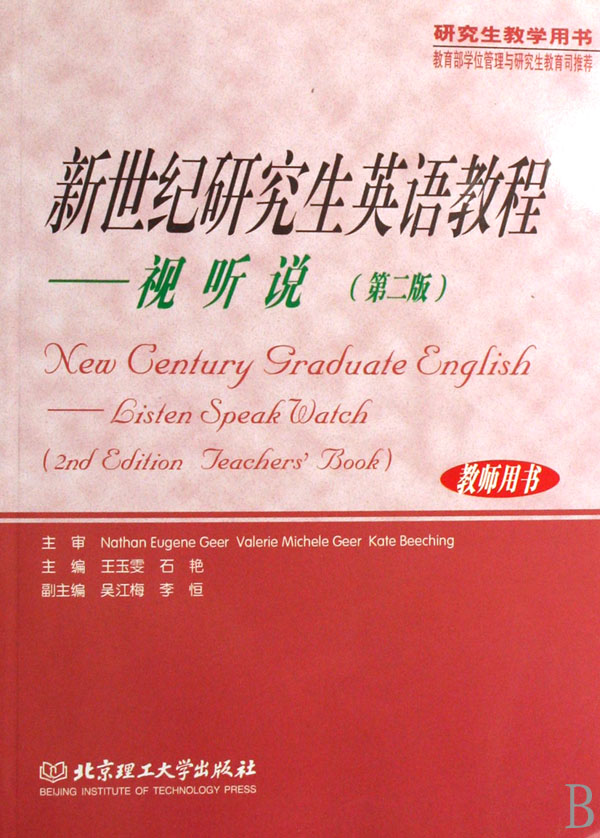 研究生教学用书
教育部学位管理与研究生教育司推荐
新世纪研究生英语教程
——视听说（第二版）
New Century Graduate English
——Listen Speak Watch
(2nd Edition Teachers' Book)
教师用书
主 审 Nathan Eugene Geer Valerie Michele Geer Kate Beeching
主 编 王玉雯 石 艳
副主编 吴江梅 李 恒
北京理工大学出版社
BEIJING INSTITUTE OF TECHNOLOGY PRESS
B